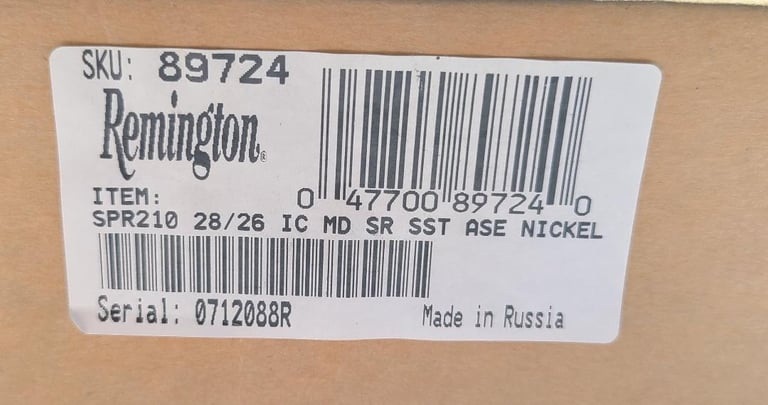 SKU: 89724
Remington®
ITEM:
0 47700 89724 0
SPR210 28/26 IC MD SR SST ASE NICKEL
Serial: 0712088R
Made in Russia